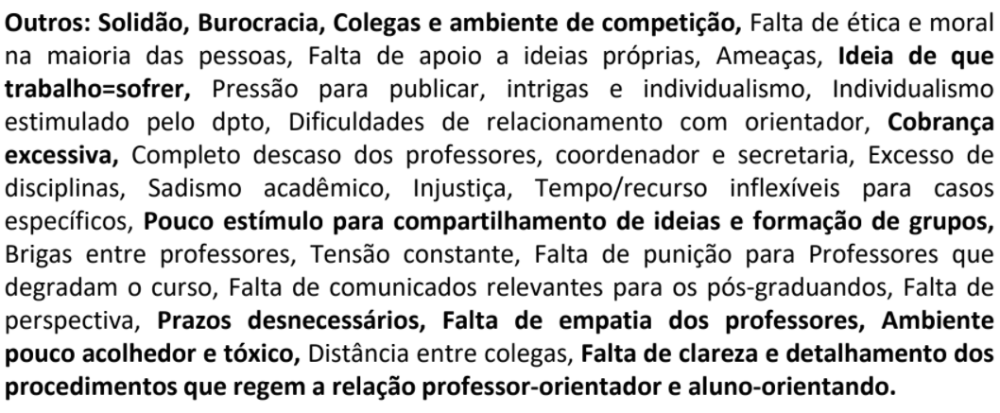 Outros: Solidão, Burocracia, Colegas e ambiente de competição, Falta de ética e moral
na maioria das pessoas, Falta de apoio a ideias próprias, Ameaças, Ideia de que
trabalho=sofrer, Pressão para publicar, intrigas e individualismo, Individualismo
estimulado pelo dpto, Dificuldades de relacionamento com orientador, Cobrança
excessiva, Completo descaso dos professores, coordenador e secretaria, Excesso de
disciplinas, Sadismo acadêmico, Injustiça, Tempo/recurso inflexíveis para casos
específicos, Pouco estímulo para compartilhamento de ideias e formação de grupos,
Brigas entre professores, Tensão constante, Falta de punição para Professores que
degradam o curso, Falta de comunicados relevantes para os pós-graduandos, Falta de
perspectiva, Prazos desnecessários, Falta de empatia dos professores, Ambiente
pouco acolhedor e tóxico, Distância entre colegas, Falta de clareza e detalhamento dos
procedimentos que regem a relação professor-orientador e aluno-orientando.